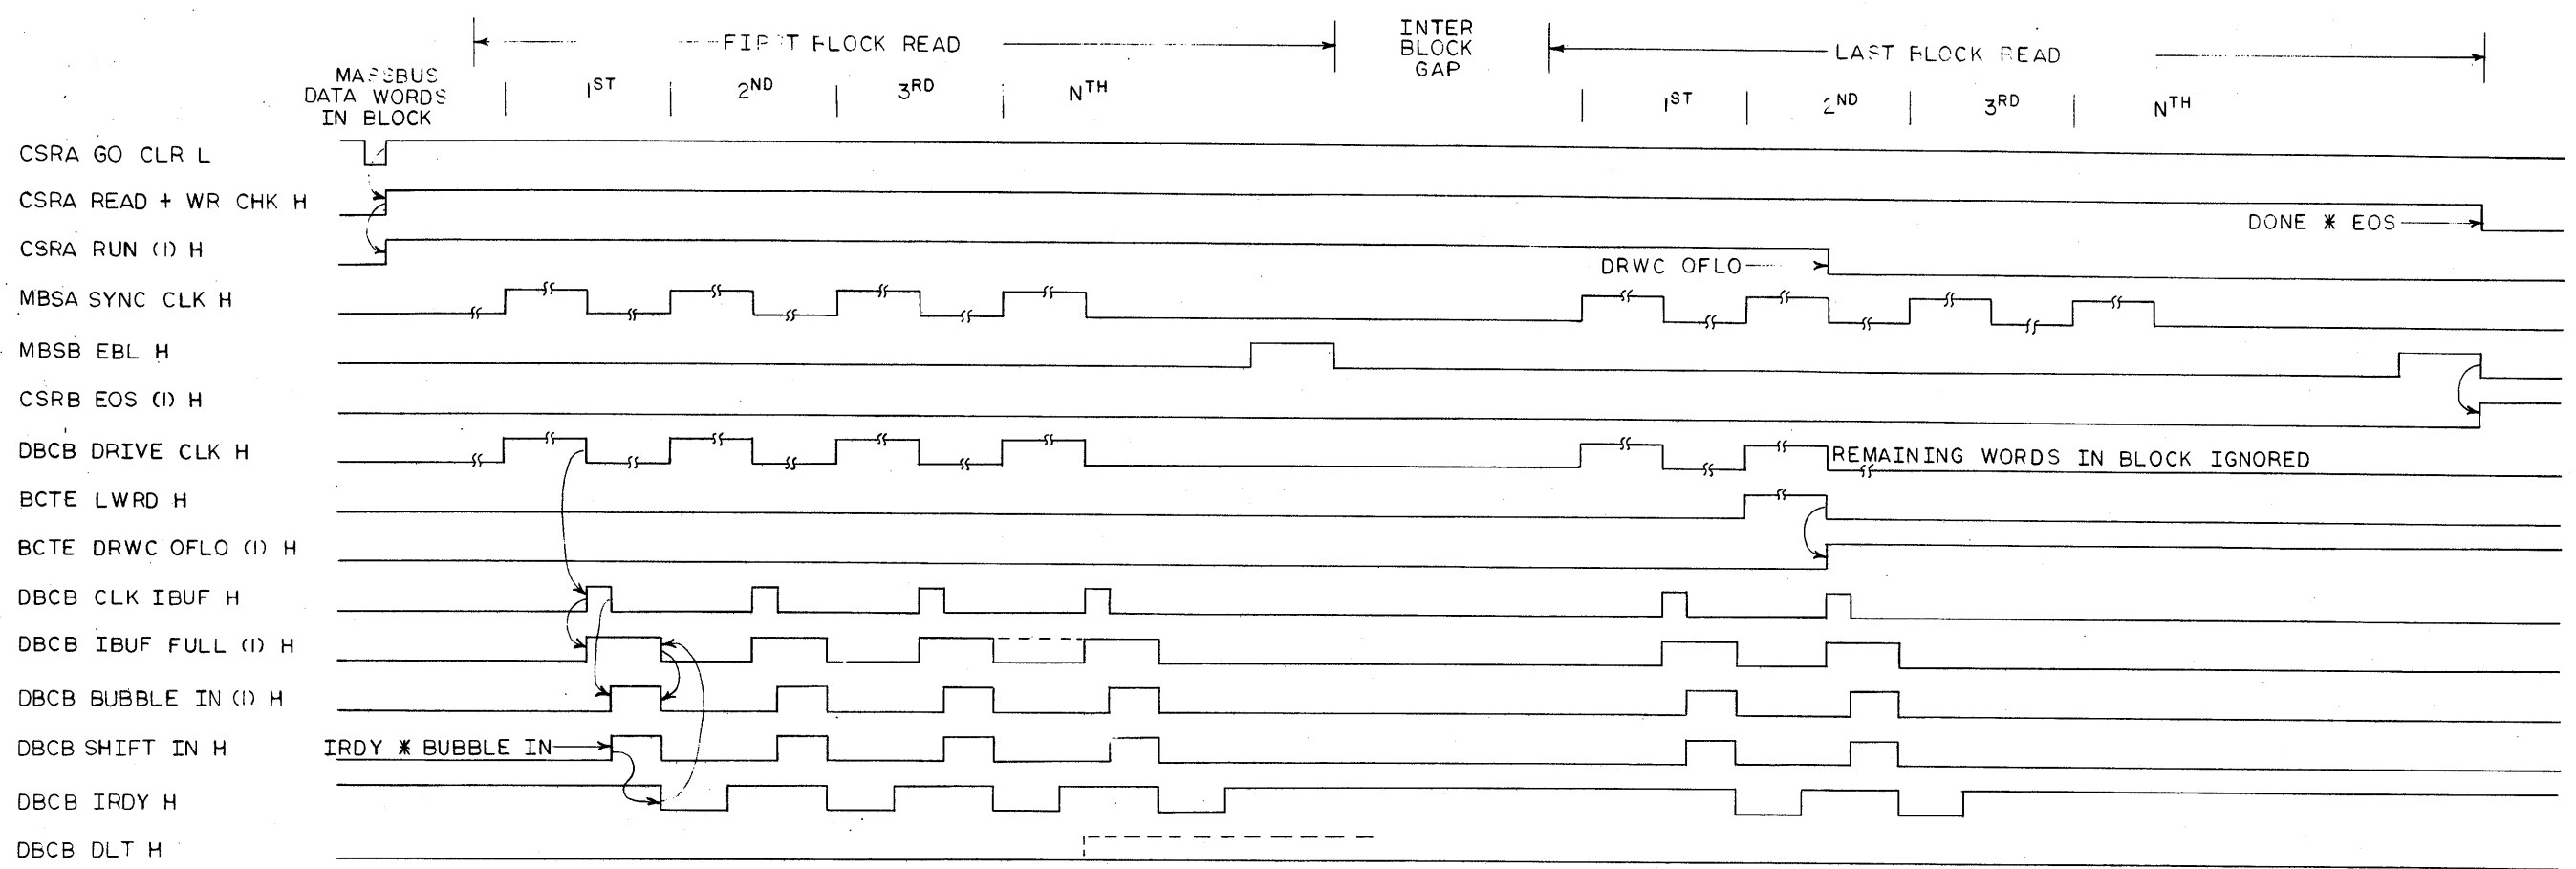 FIRST BLOCK READ
INTER
BLOCK
GAP
LAST BLOCK READ
MASSBUS
DATA WORDS
IN BLOCK
1ST 2ND 3RD NTH 1ST 2ND 3RD NTH
CSRA GO CLR L
CSRA READ + WR CHK H
DONE * EOS
CSRA RUN (1) H
DRWC OFLO
MBSA SYNC CLK H
MBSB EBL H
CSRB EOS (1) H
DBCB DRIVE CLK H
REMAINING WORDS IN BLOCK IGNORED
BCTE LWRD H
BCTE DRWC OFLO (1) H
DBCB CLK IBUF H
DBCB IBUF FULL (1) H
DBCB BUBBLE IN (1) H
DBCB SHIFT IN H
IRDY * BUBBLE IN
DBCB IRDY H
DBCB DLT H